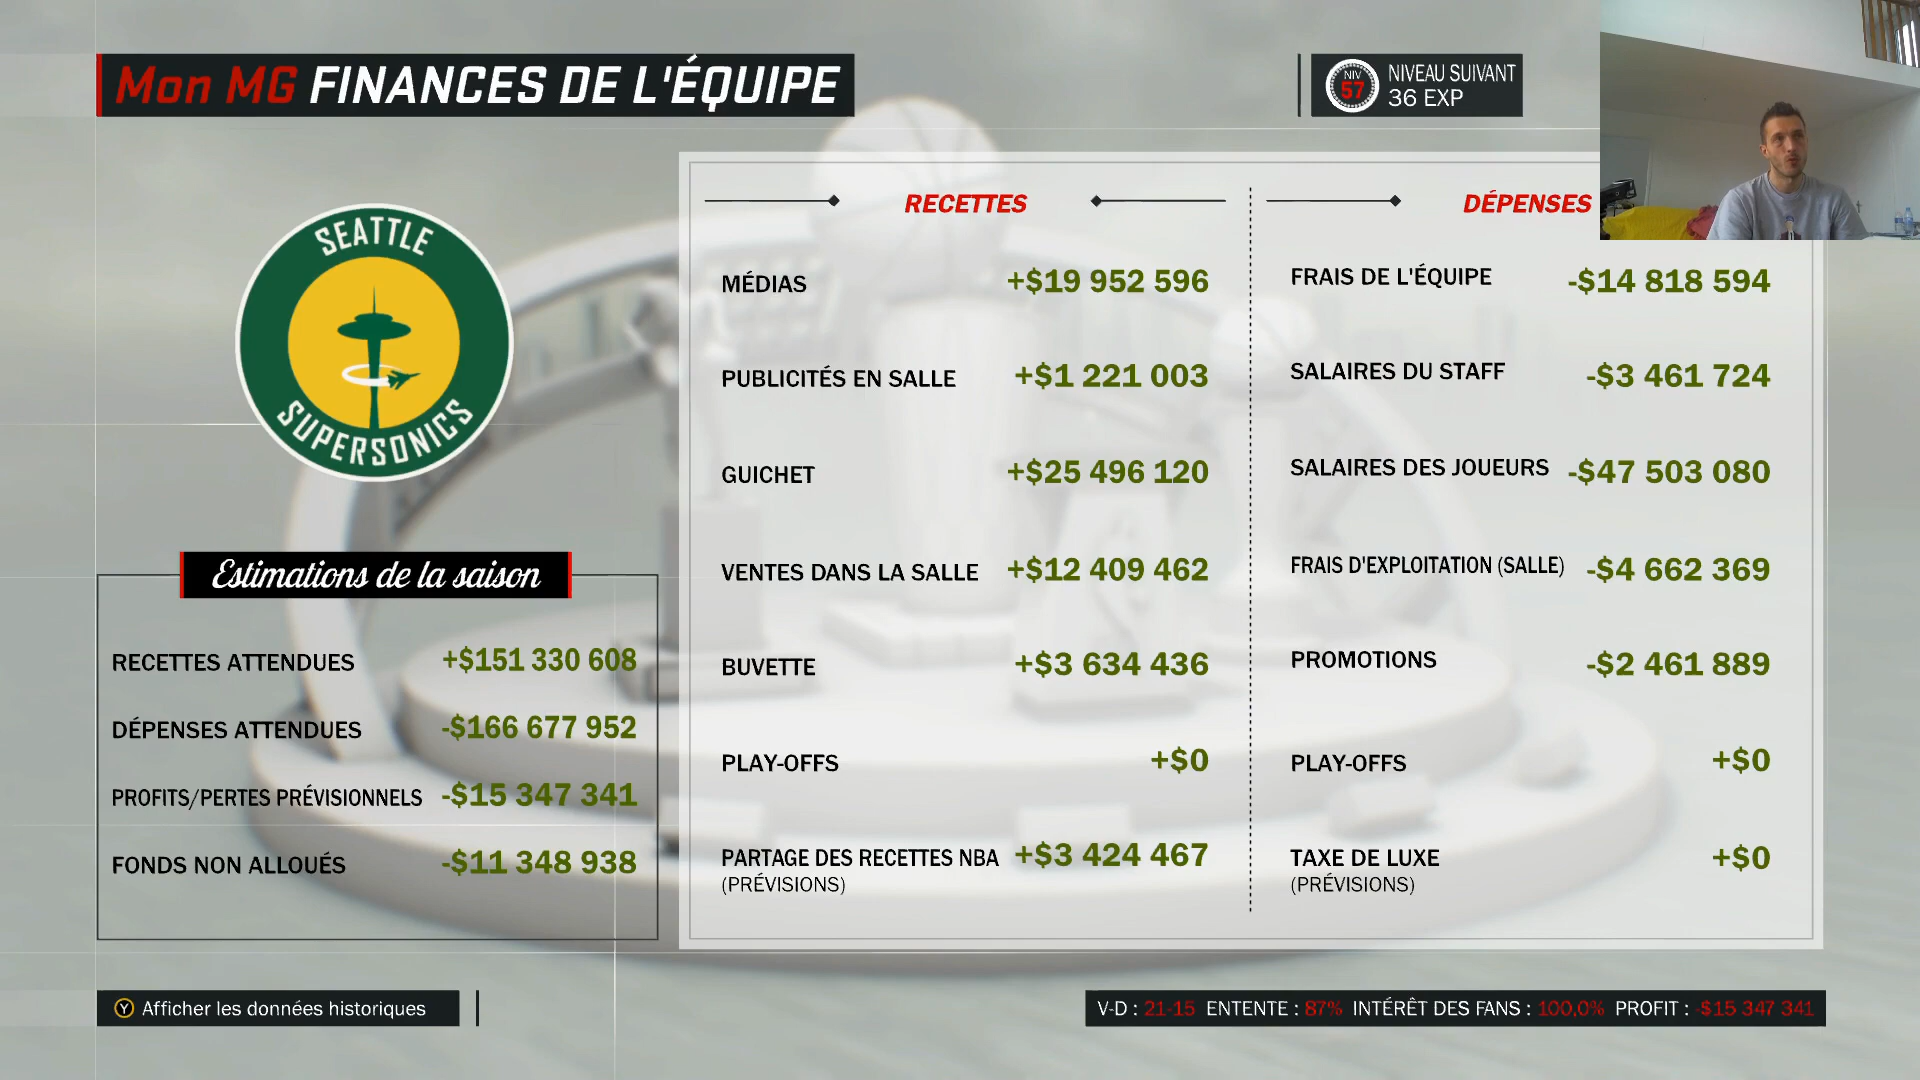 Mon MG FINANCES DE L'ÉQUIPE
NIV
57
NIVEAU SUIVANT
36 EXP
SEATTLE
SUPERSONICS
Estimations de la saison
RECETTES ATTENDUES +$151 330 608
DÉPENSES ATTENDUES -$166 677 952
PROFITS/PERTES PRÉVISIONNELS -$15 347 341
FONDS NON ALLOUÉS -$11 348 938
RECETTES
MÉDIAS +$19 952 596
PUBLICITÉS EN SALLE +$1 221 003
GUICHET +$25 496 120
VENTES DANS LA SALLE +$12 409 462
BUVETTE +$3 634 436
PLAY-OFFS +$0
PARTAGE DES RECETTES NBA +$3 424 467
(PRÉVISIONS)
DÉPENSES
FRAIS DE L'ÉQUIPE -$14 818 594
SALAIRES DU STAFF -$3 461 724
SALAIRES DES JOUEURS -$47 503 080
FRAIS D'EXPLOITATION (SALLE) -$4 662 369
PROMOTIONS -$2 461 889
PLAY-OFFS +$0
TAXE DE LUXE +$0
(PRÉVISIONS)
Y Afficher les données historiques
V-D : 21-15 ENTENTE : 87% INTÉRÊT DES FANS : 100,0% PROFIT : -$15 347 341